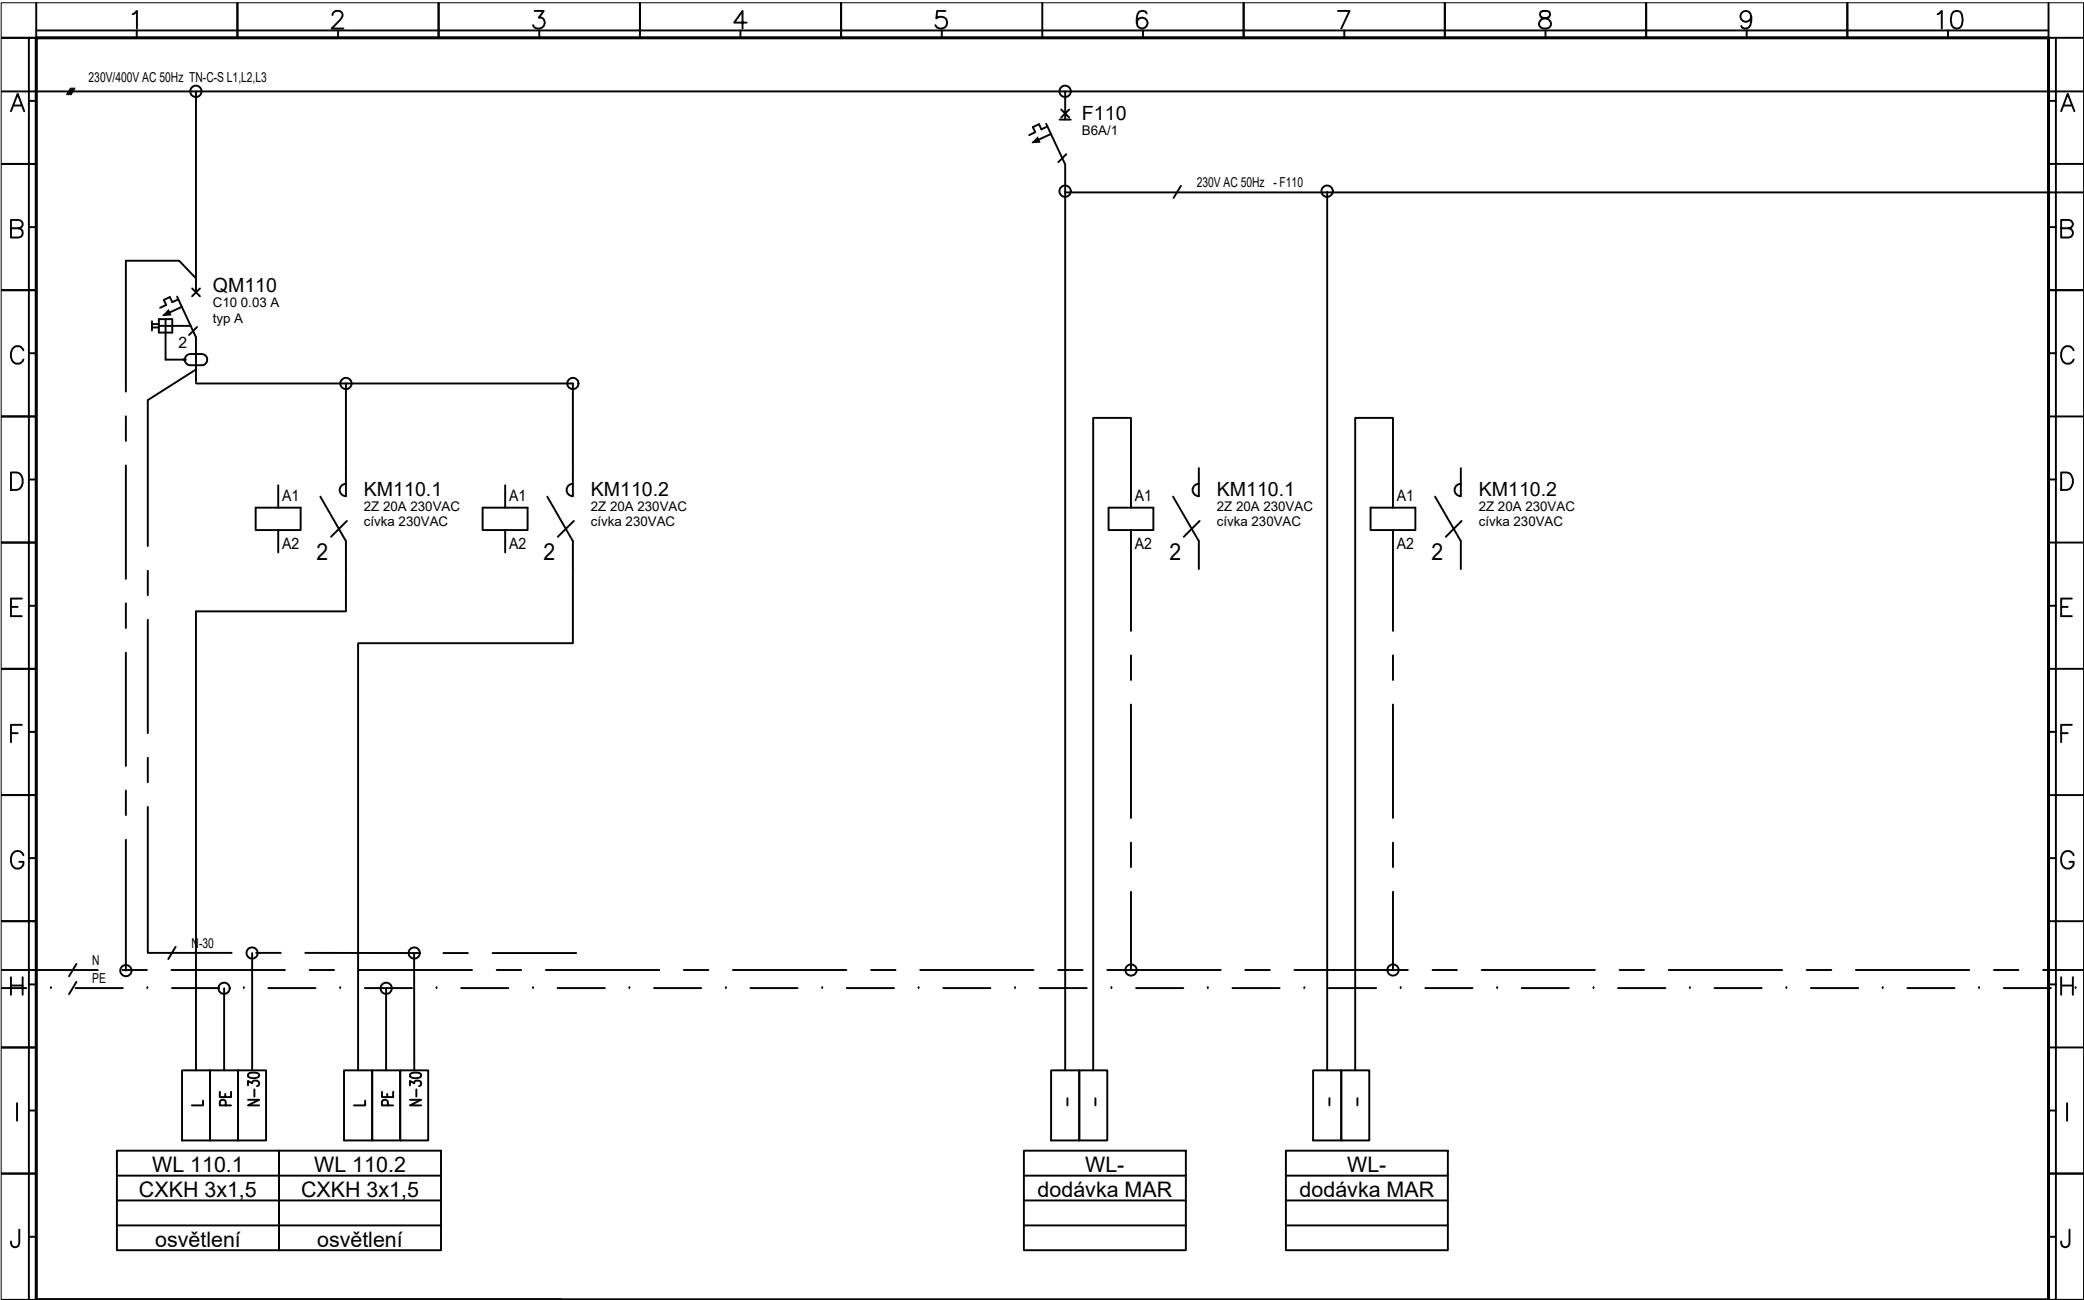 1 2 3 4 5 6 7 8 9 10
230V/400V AC 50Hz TN-C-S L1,L2,L3
A A
F110
B6A/1
230V AC 50Hz - F110
B B
QM110
C10 0.03 A
typ A
2
C C
A1 KM110.1
2Z 20A 230VAC
cívka 230VAC
A2 2
A1 KM110.2
2Z 20A 230VAC
cívka 230VAC
A2 2
A1 KM110.1
2Z 20A 230VAC
cívka 230VAC
A2 2
A1 KM110.2
2Z 20A 230VAC
cívka 230VAC
A2 2
D D
E E
F F
G G
N-30
N
PE
H H
L PE N-30 L PE N-30 - - - -
I I
WL 110.1 WL 110.2 WL- WL-
CXKH 3x1,5 CXKH 3x1,5 dodávka MAR dodávka MAR
osvětlení osvětlení
J J